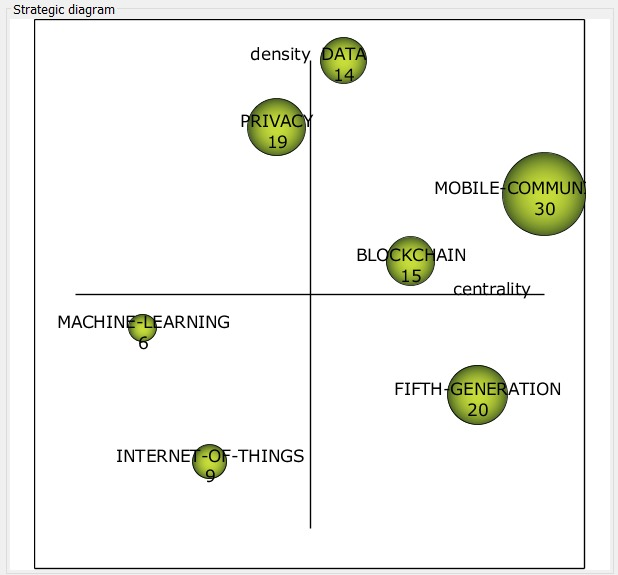 Strategic diagram
density
DATA
14
PRIVACY
19
MOBILE-COMMUN
30
BLOCKCHAIN
15
centrality
MACHINE-LEARNING
6
FIFTH-GENERATION
20
INTERNET-OF-THINGS
9